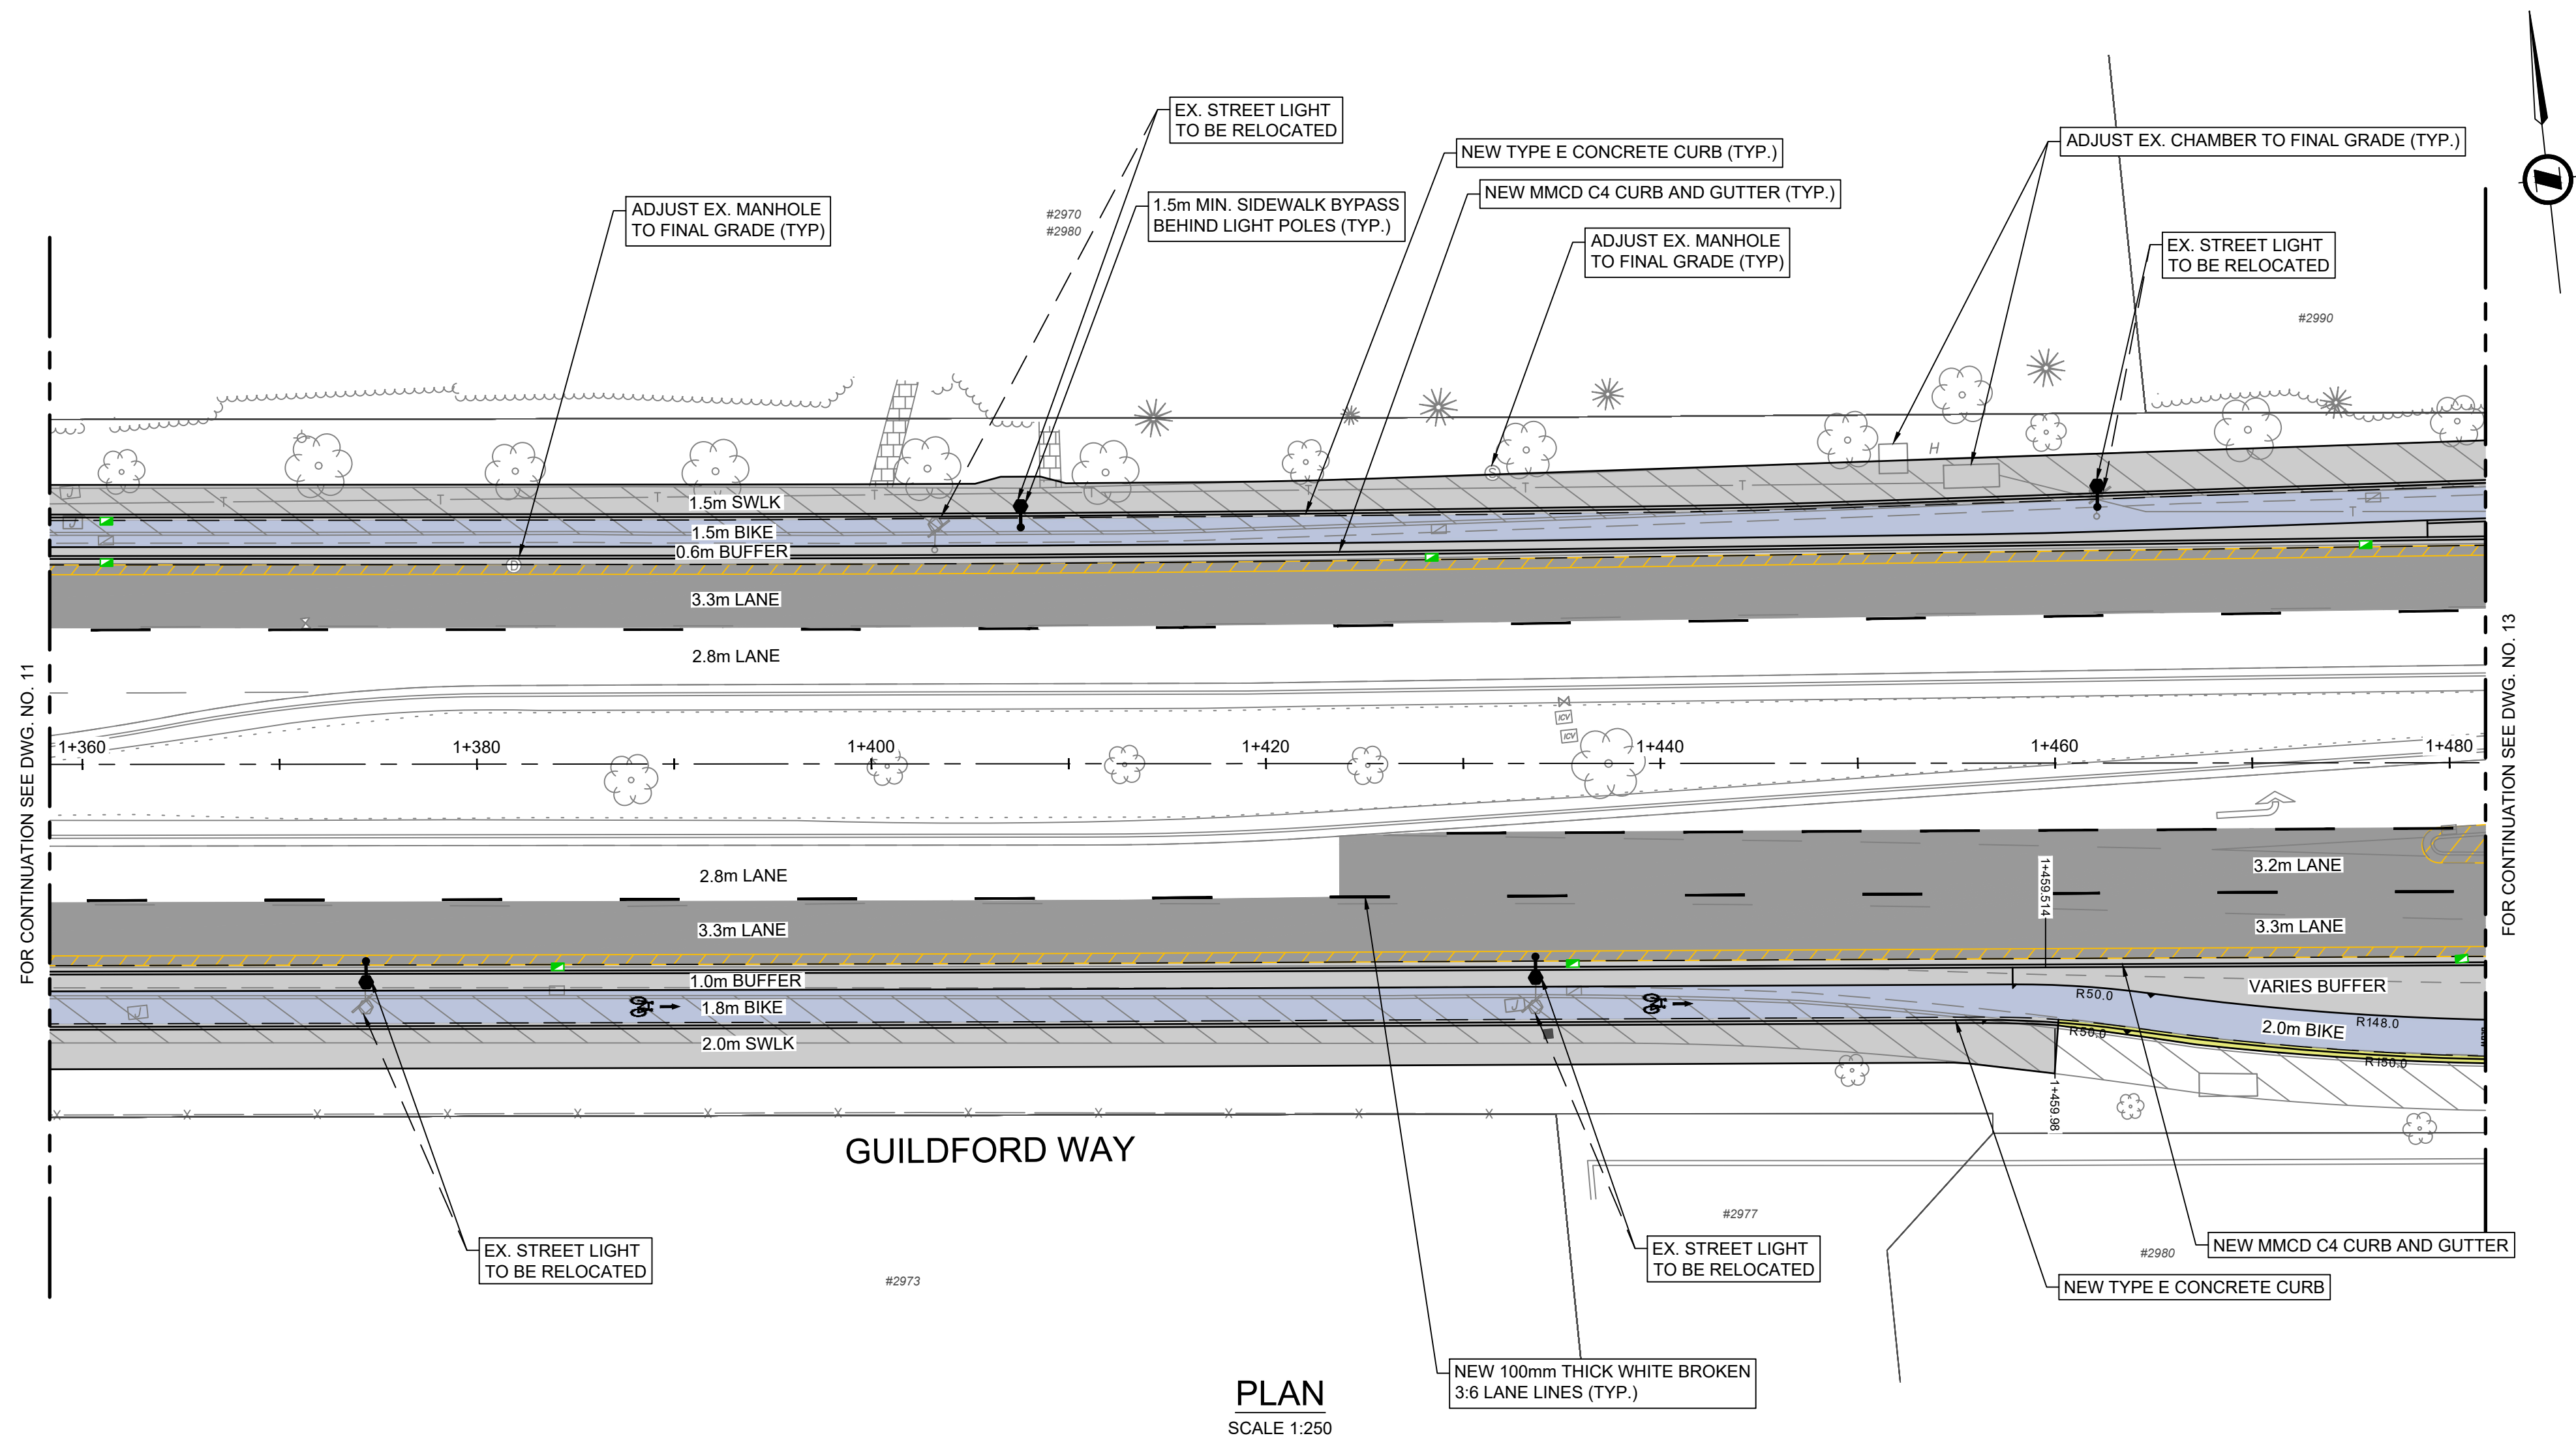 EX. STREET LIGHT
TO BE RELOCATED
ADJUST EX. CHAMBER TO FINAL GRADE (TYP.)
NEW TYPE E CONCRETE CURB (TYP.)
NEW MMCD C4 CURB AND GUTTER (TYP.)
1.5m MIN. SIDEWALK BYPASS
BEHIND LIGHT POLES (TYP.)
ADJUST EX. MANHOLE
TO FINAL GRADE (TYP)
#2970
#2980
ADJUST EX. MANHOLE
TO FINAL GRADE (TYP)
EX. STREET LIGHT
TO BE RELOCATED
#2990
H
S
J
T
T
T
T
T
T
T
T
T
J
D
1.5m SWLK
1.5m BIKE
0.6m BUFFER
3.3m LANE
2.8m LANE
FOR CONTINUATION SEE DWG. NO. 11
FOR CONTINUATION SEE DWG. NO. 13
ICV
ICV
1+360
1+380
1+400
1+420
1+440
1+460
1+480
2.8m LANE
3.2m LANE
1+459.514
3.3m LANE
3.3m LANE
1.0m BUFFER
VARIES BUFFER
R50.0
1.8m BIKE
J
J
R148.0
2.0m BIKE
R50.0
2.0m SWLK
R150.0
1+459.98
GUILDFORD WAY
#2977
EX. STREET LIGHT
TO BE RELOCATED
EX. STREET LIGHT
TO BE RELOCATED
#2973
#2980
NEW MMCD C4 CURB AND GUTTER
NEW TYPE E CONCRETE CURB
NEW 100mm THICK WHITE BROKEN
3:6 LANE LINES (TYP.)
PLAN
SCALE 1:250